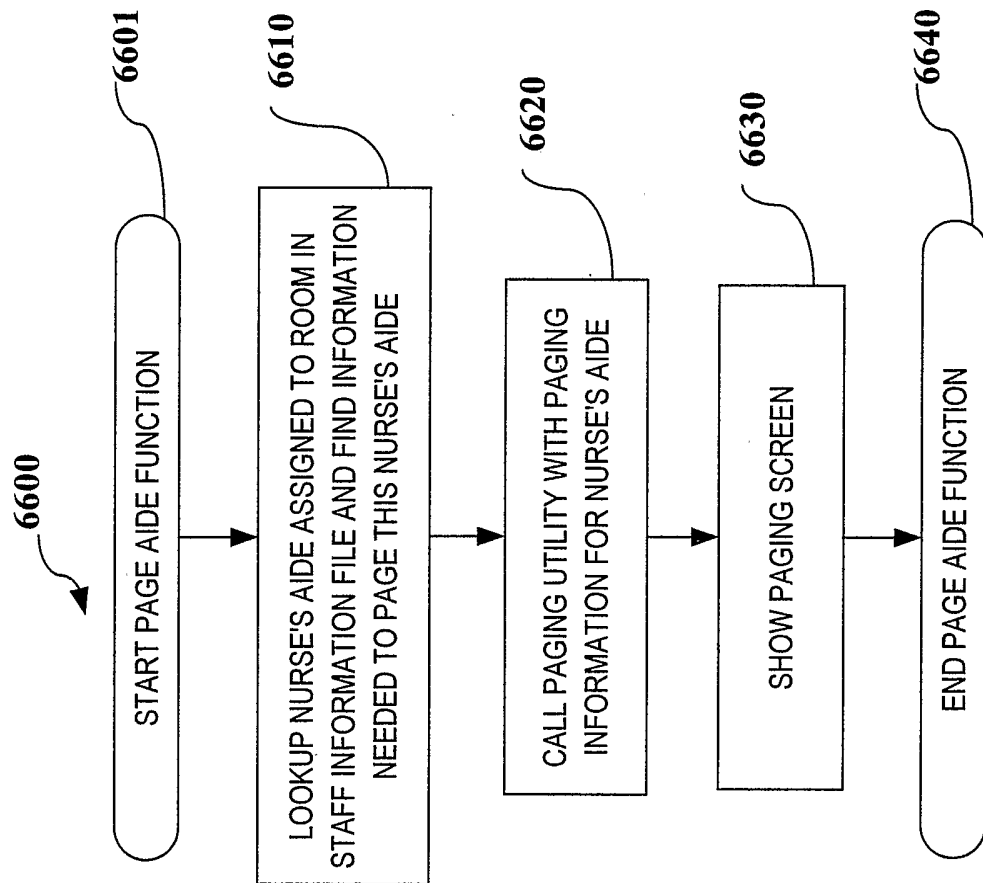 6600
START PAGE AIDE FUNCTION
6601
LOOKUP NURSE'S AIDE ASSIGNED TO ROOM IN
STAFF INFORMATION FILE AND FIND INFORMATION
NEEDED TO PAGE THIS NURSE'S AIDE
6610
CALL PAGING UTILITY WITH PAGING
INFORMATION FOR NURSE'S AIDE
6620
SHOW PAGING SCREEN
6630
END PAGE AIDE FUNCTION
6640